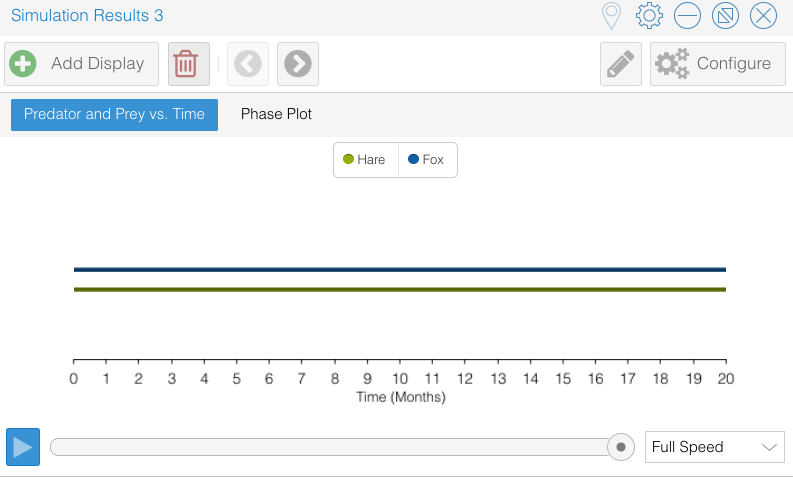 Simulation Results 3
Add Display
Configure
Predator and Prey vs. Time Phase Plot
Hare Fox
0 1 2 3 4 5 6 7 8 9 10 11 12 13 14 15 16 17 18 19 20
Time (Months)
Full Speed